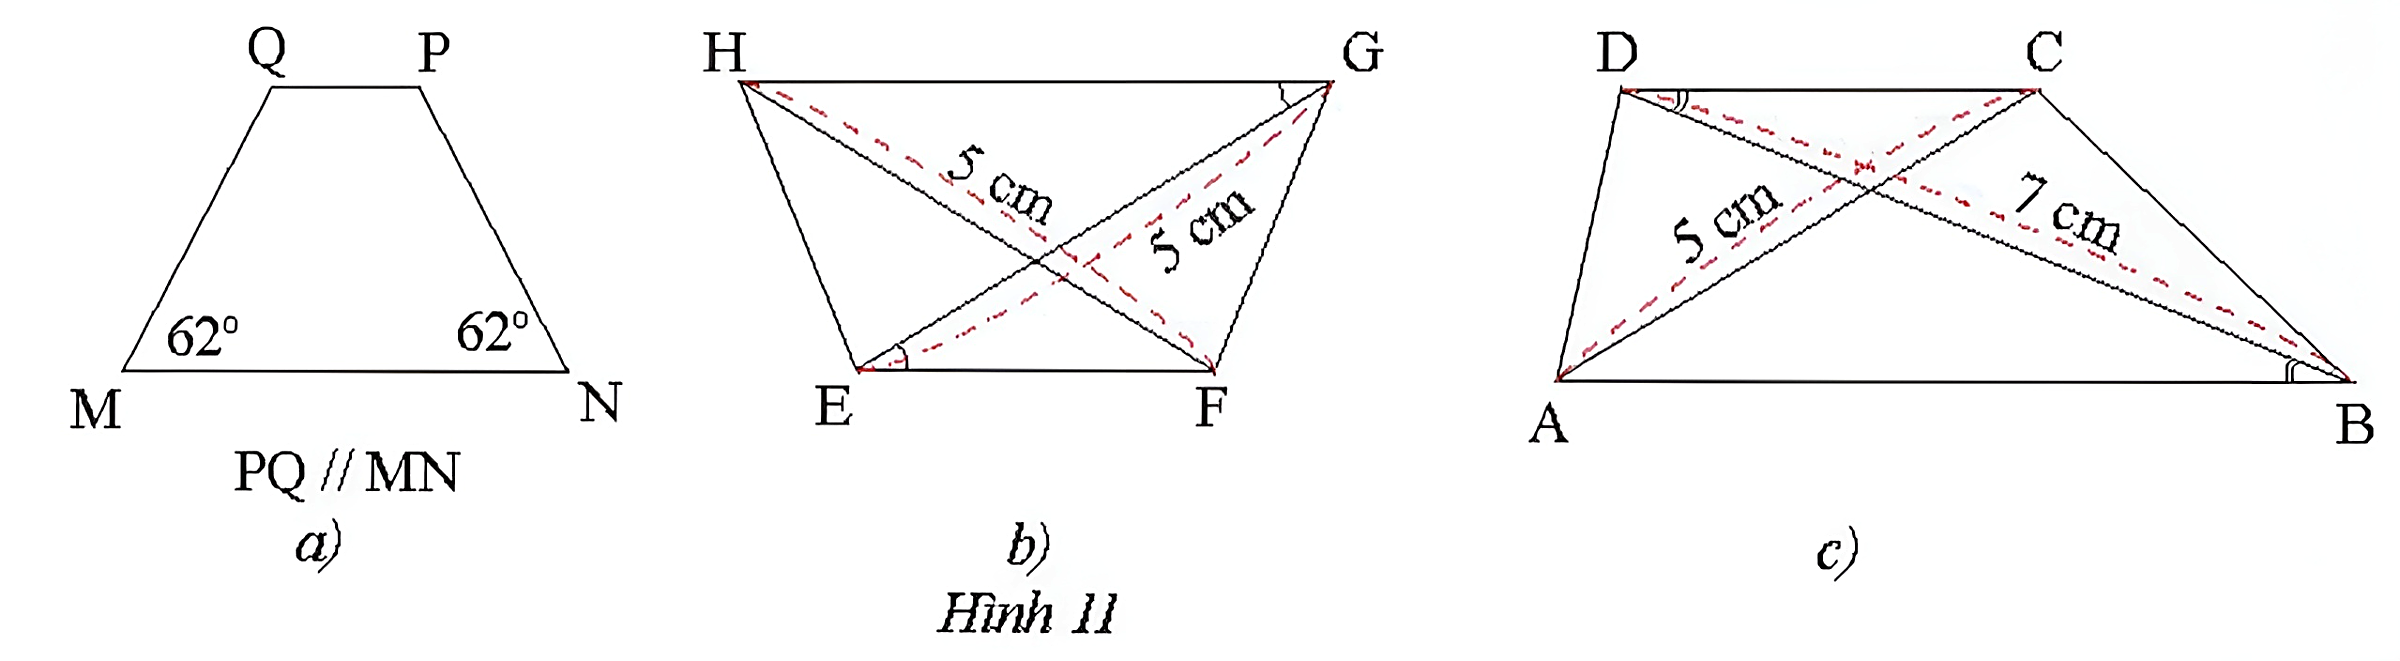 Q P H G D C
5 cm 5 cm 5 cm 7 cm
62° 62°
M N E F A B
PQ // MN
a) b) c)
Hình 11